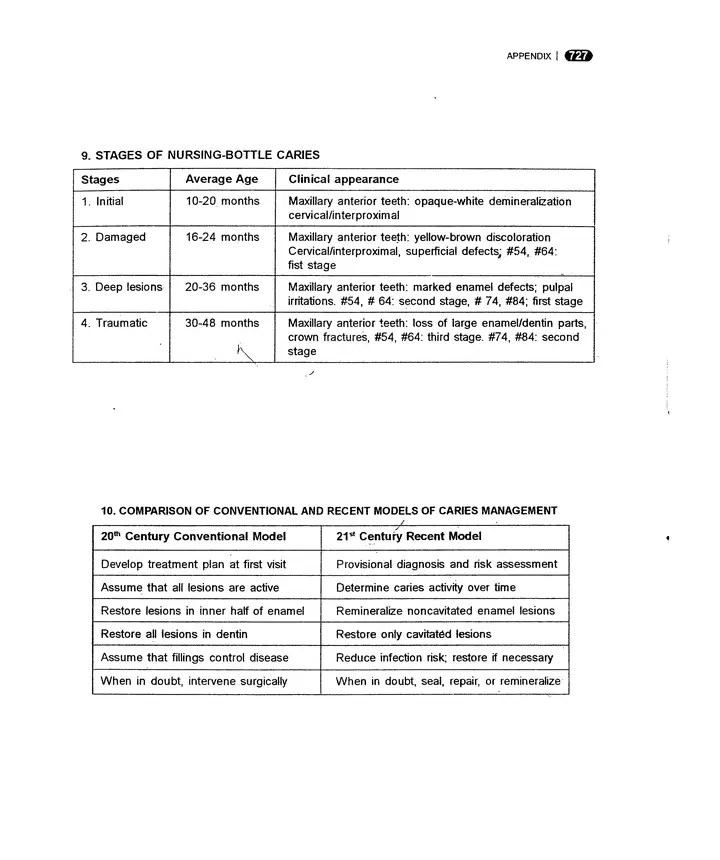 APPENDIX | 727
9. STAGES OF NURSING-BOTTLE CARIES
Stages Average Age Clinical appearance
1. Initial 10-20 months Maxillary anterior teeth: opaque-white demineralization
cervical/interproximal
2. Damaged 16-24 months Maxillary anterior teeth: yellow-brown discoloration
Cervical/interproximal, superficial defects; #54, #64:
fist stage
3. Deep lesions 20-36 months Maxillary anterior teeth: marked enamel defects; pulpal
irritations. #54, # 64: second stage, # 74, #84; first stage
4. Traumatic 30-48 months Maxillary anterior teeth: loss of large enamel/dentin parts,
crown fractures, #54, #64: third stage. #74, #84: second
stage
10. COMPARISON OF CONVENTIONAL AND RECENT MODELS OF CARIES MANAGEMENT
20th Century Conventional Model 21st Century Recent Model
Develop treatment plan at first visit Provisional diagnosis and risk assessment
Assume that all lesions are active Determine caries activity over time
Restore lesions in inner half of enamel Remineralize noncavitated enamel lesions
Restore all lesions in dentin Restore only cavitated lesions
Assume that fillings control disease Reduce infection risk; restore if necessary
When in doubt, intervene surgically When in doubt, seal, repair, or remineralize